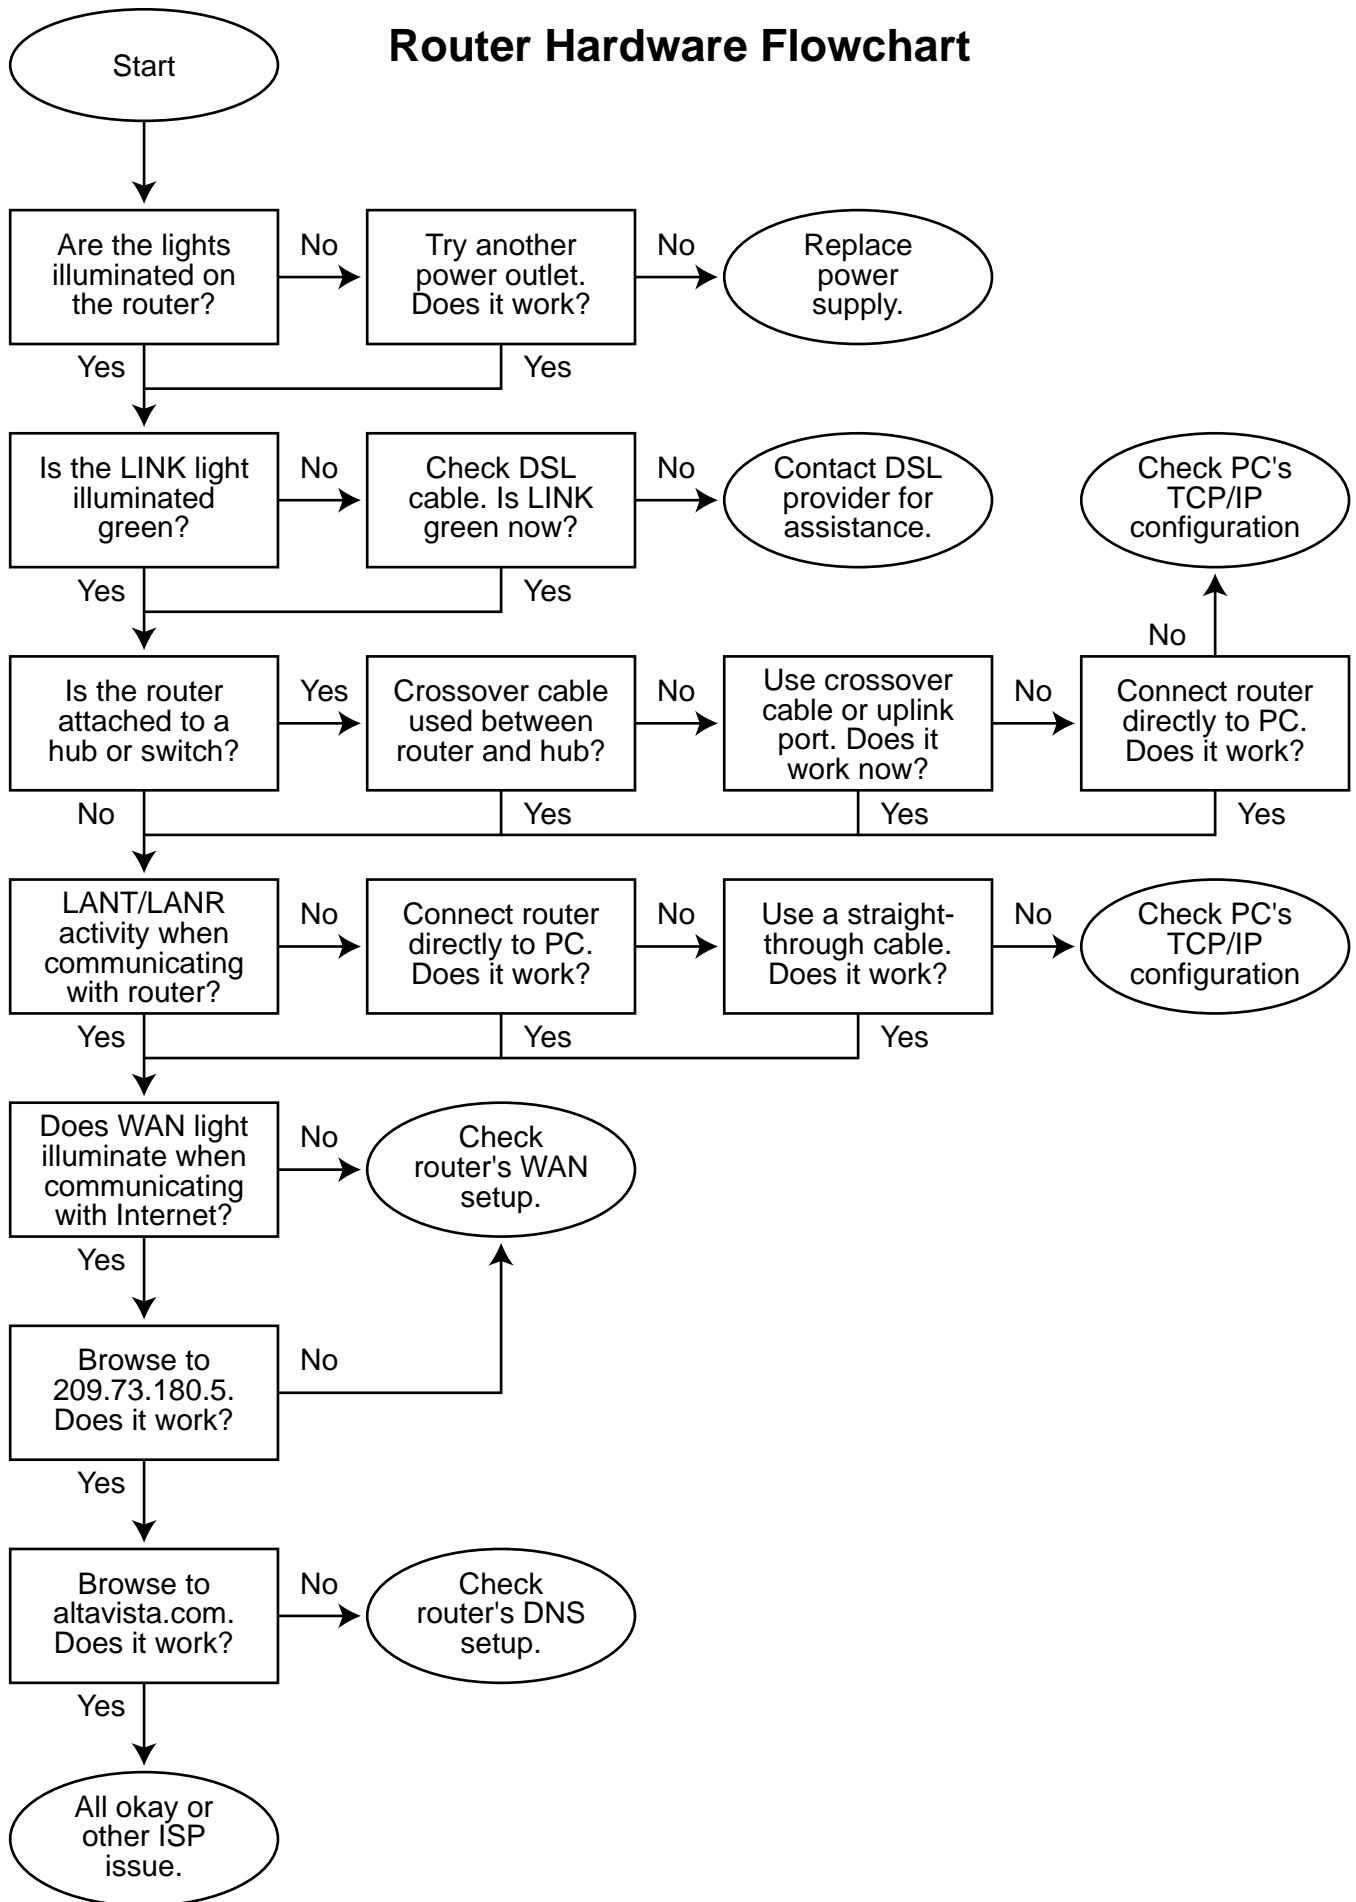 Router Hardware Flowchart
Start
Are the lights
illuminated on
the router?
No
Try another
power outlet.
Does it work?
No
Replace
power
supply.
Yes
Yes
Is the LINK light
illuminated
green?
No
Check DSL
cable. Is LINK
green now?
No
Contact DSL
provider for
assistance.
Check PC's
TCP/IP
configuration
Yes
Yes
No
Is the router
attached to a
hub or switch?
Yes
Crossover cable
used between
router and hub?
No
Use crossover
cable or uplink
port. Does it
work now?
No
Connect router
directly to PC.
Does it work?
No
Yes
Yes
Yes
LANT/LANR
activity when
communicating
with router?
No
Connect router
directly to PC.
Does it work?
No
Use a straight-
through cable.
Does it work?
No
Check PC's
TCP/IP
configuration
Yes
Yes
Yes
Does WAN light
illuminate when
communicating
with Internet?
No
Check
router's WAN
setup.
Yes
Browse to
209.73.180.5.
Does it work?
No
Yes
Browse to
altavista.com.
Does it work?
No
Check
router's DNS
setup.
Yes
All okay or
other ISP
issue.